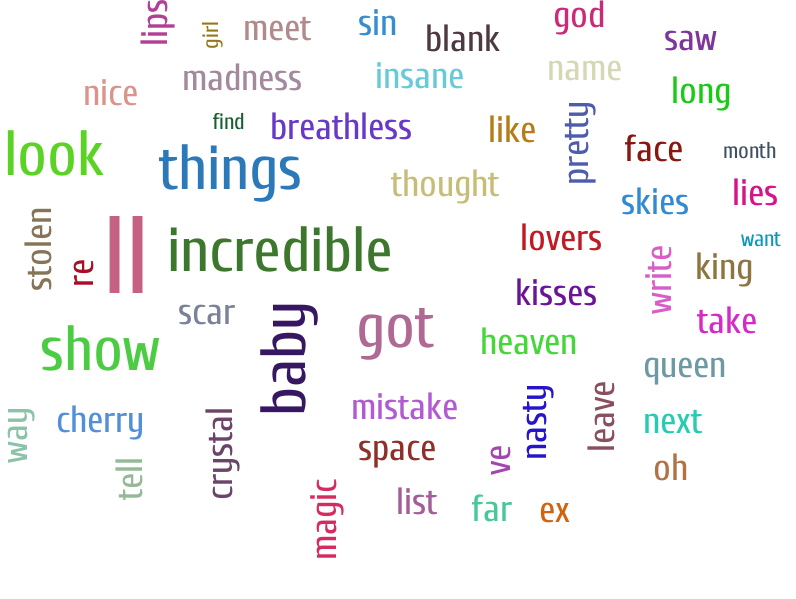 lips
girl
meet
sin
blank
god
saw
nice
madness
insane
name
long
find
breathless
like
pretty
face
month
look
things
thought
skies
lies
stolen
re
ll
incredible
lovers
want
write
king
scar
baby
got
kisses
take
show
heaven
queen
way
cherry
crystal
mistake
nasty
leave
next
tell
space
ve
oh
magic
list
far
ex